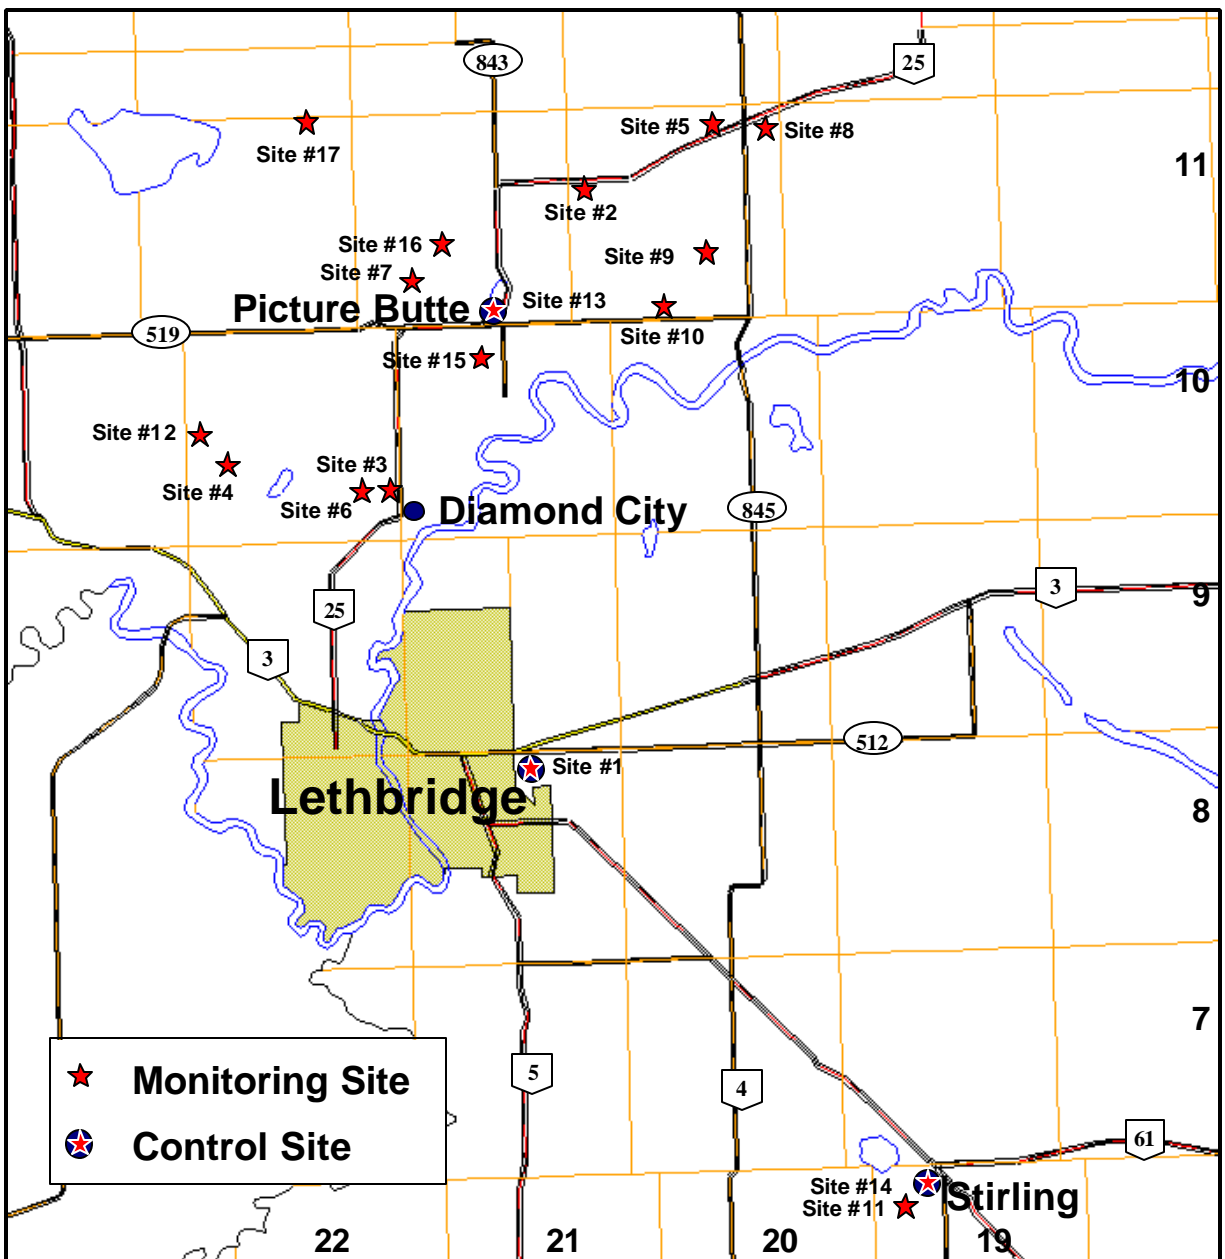 843
25
Site #5
Site #8
Site #17
11
Site #2
Site #16
Site #9
Site #7
Picture Butte
Site #13
519
Site #10
Site #15
10
Site #12
Site #3
Site #4
Site #6
Diamond City
845
25
3
9
3
512
Site #1
Lethbridge
8
7
Monitoring Site
5
4
Control Site
61
Site #14
Stirling
Site #11
22
21
20
19